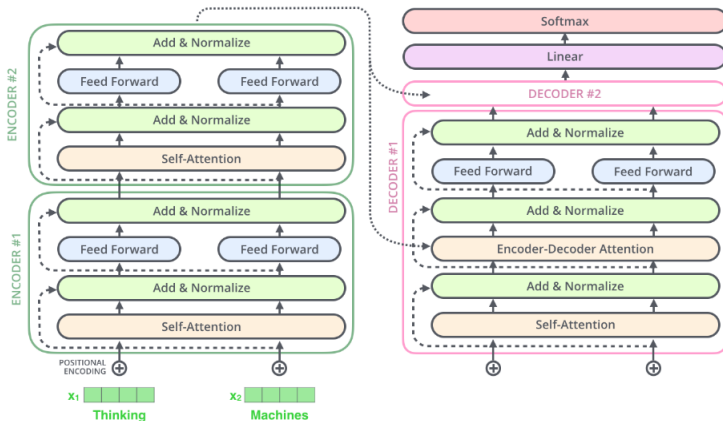 ENCODER #2
Add & Normalize
Feed Forward
Feed Forward
Add & Normalize
Self-Attention
ENCODER #1
Add & Normalize
Feed Forward
Feed Forward
Add & Normalize
Self-Attention
POSITIONAL
ENCODING
x₁
Thinking
x₂
Machines
Softmax
Linear
DECODER #2
DECODER #1
Add & Normalize
Feed Forward
Feed Forward
Add & Normalize
Encoder-Decoder Attention
Add & Normalize
Self-Attention